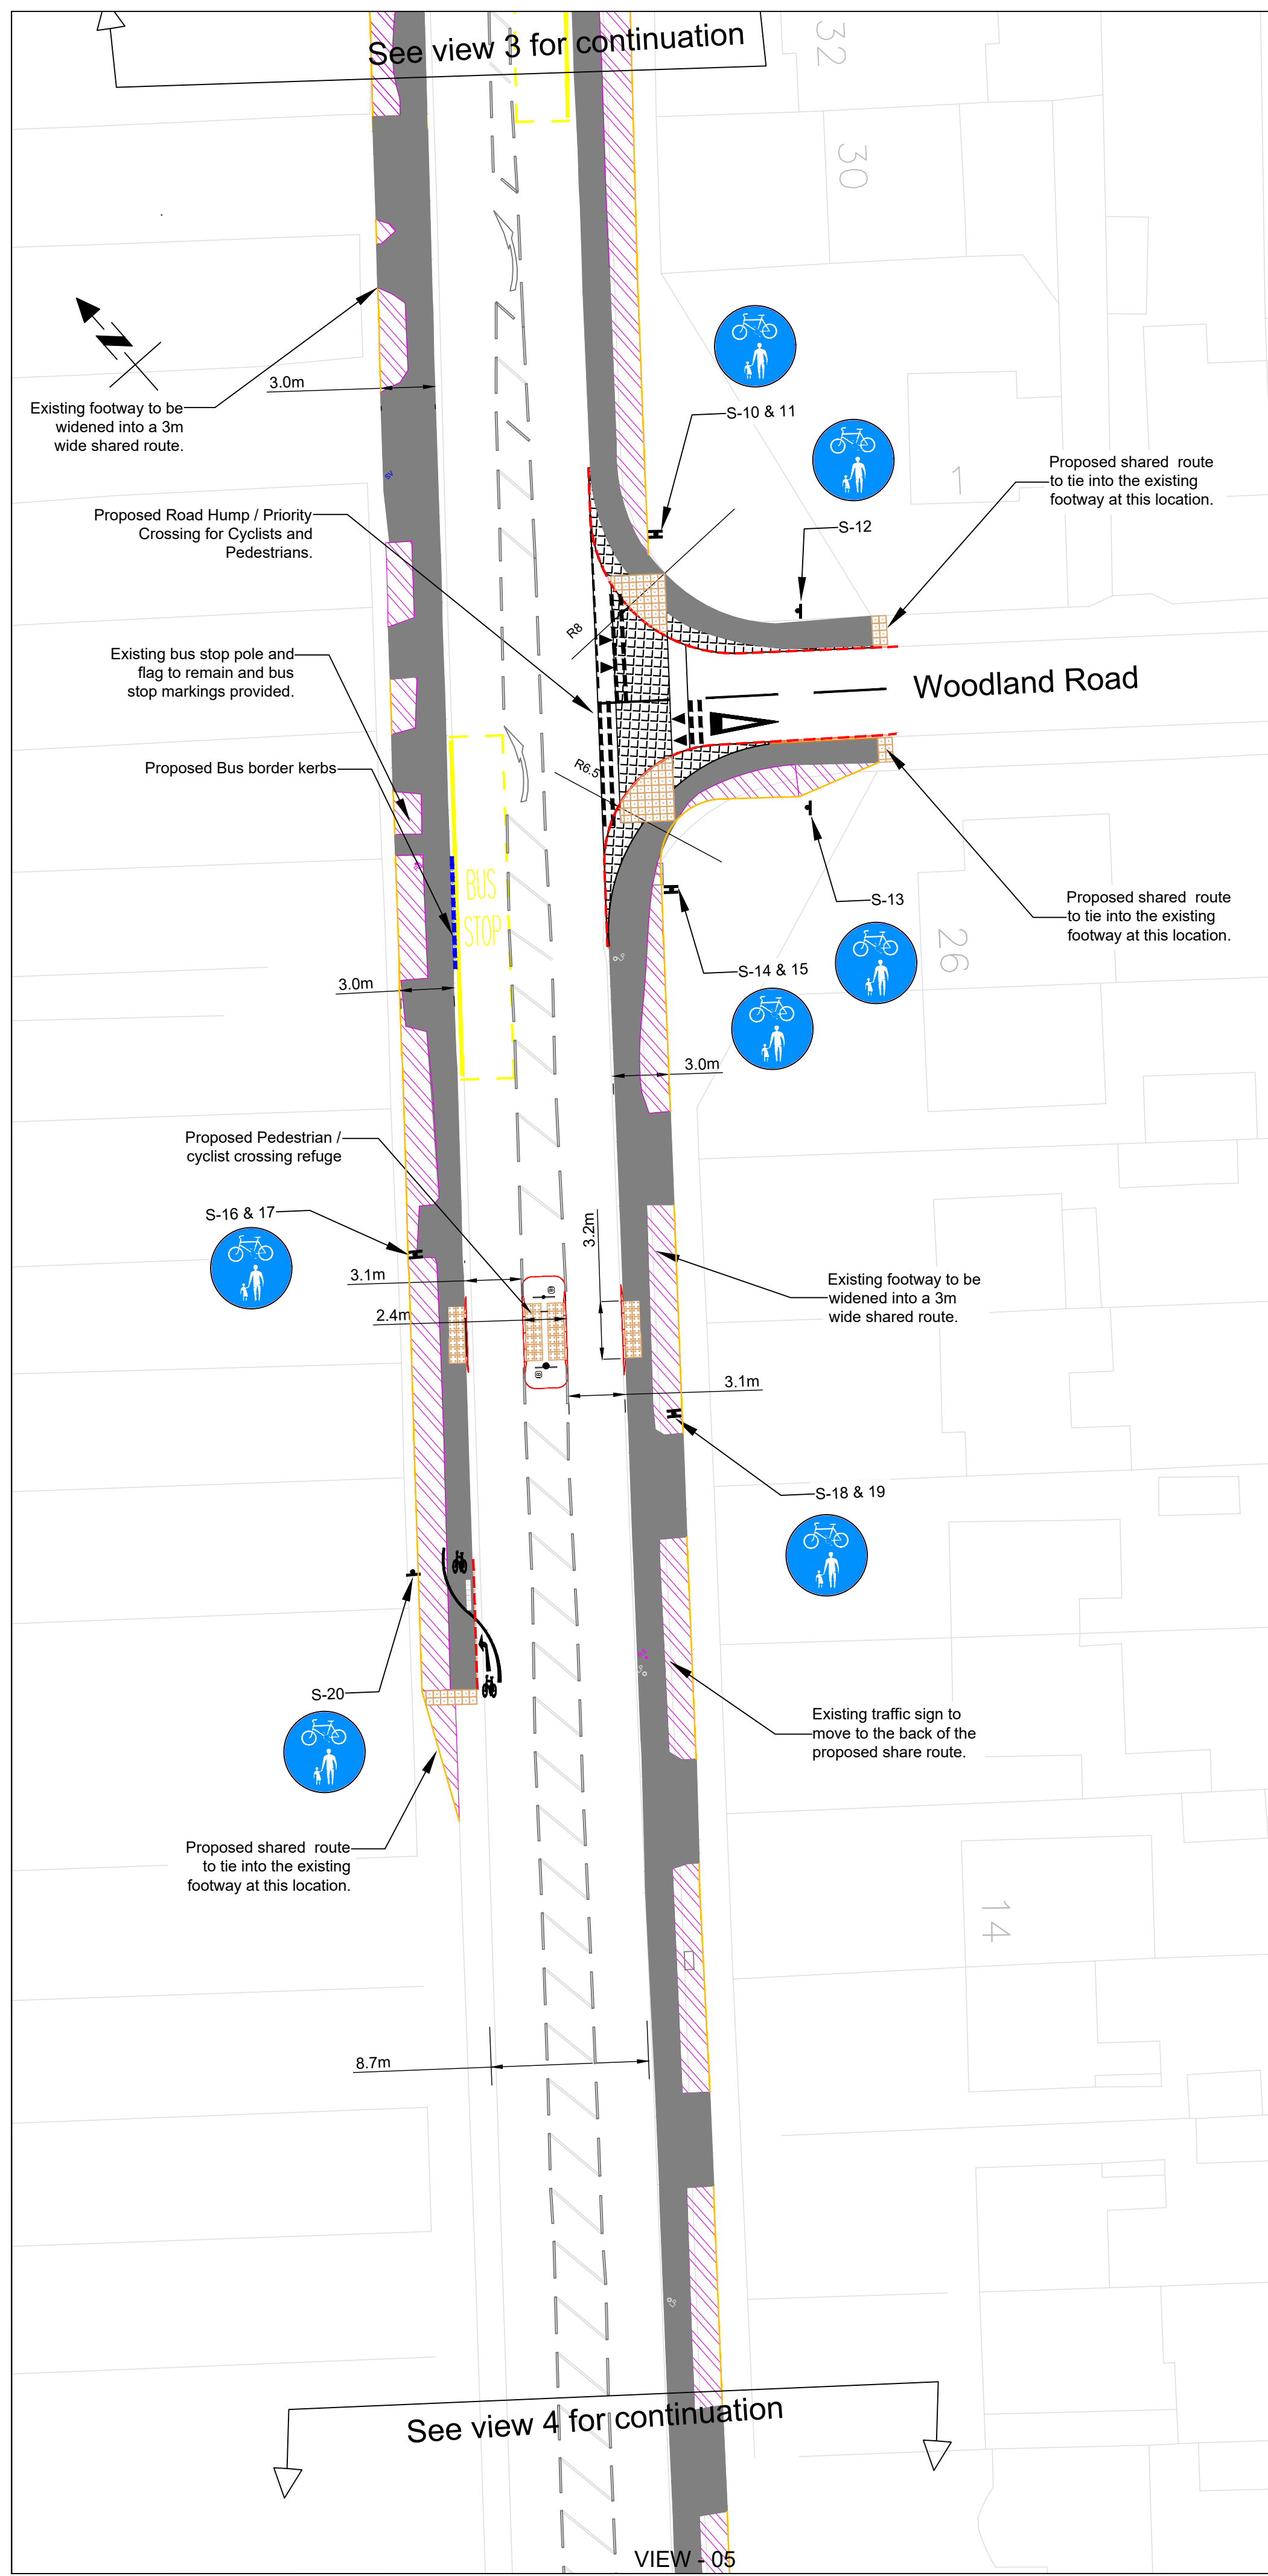 See view 3 for continuation
32
30
N
3.0m
Existing footway to be
widened into a 3m
wide shared route.
S-10 & 11
1
Proposed shared route
to tie into the existing
footway at this location.
SV
Proposed Road Hump / Priority
Crossing for Cyclists and
Pedestrians.
S-12
R8
Existing bus stop pole and
flag to remain and bus
stop markings provided.
Woodland Road
Proposed Bus border kerbs
R6.5
BUS
STOP
S-13
Proposed shared route
to tie into the existing
footway at this location.
26
S-14 & 15
3.0m
3.0m
Proposed Pedestrian /
cyclist crossing refuge
S-16 & 17
3.2m
3.1m
2.4m
Existing footway to be
widened into a 3m
wide shared route.
3.1m
S-18 & 19
S-20
Existing traffic sign to
move to the back of the
proposed share route.
Proposed shared route
to tie into the existing
footway at this location.
14
8.7m
See view 4 for continuation
VIEW - 05